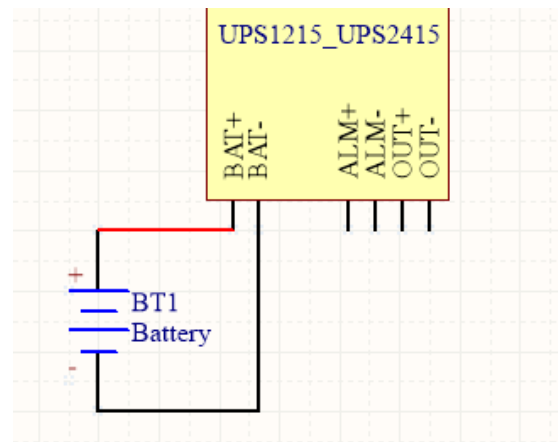 UPS1215_UPS2415
BAT+
BAT-
ALM+
ALM-
OUT+
OUT-
+
BT1
Battery
-